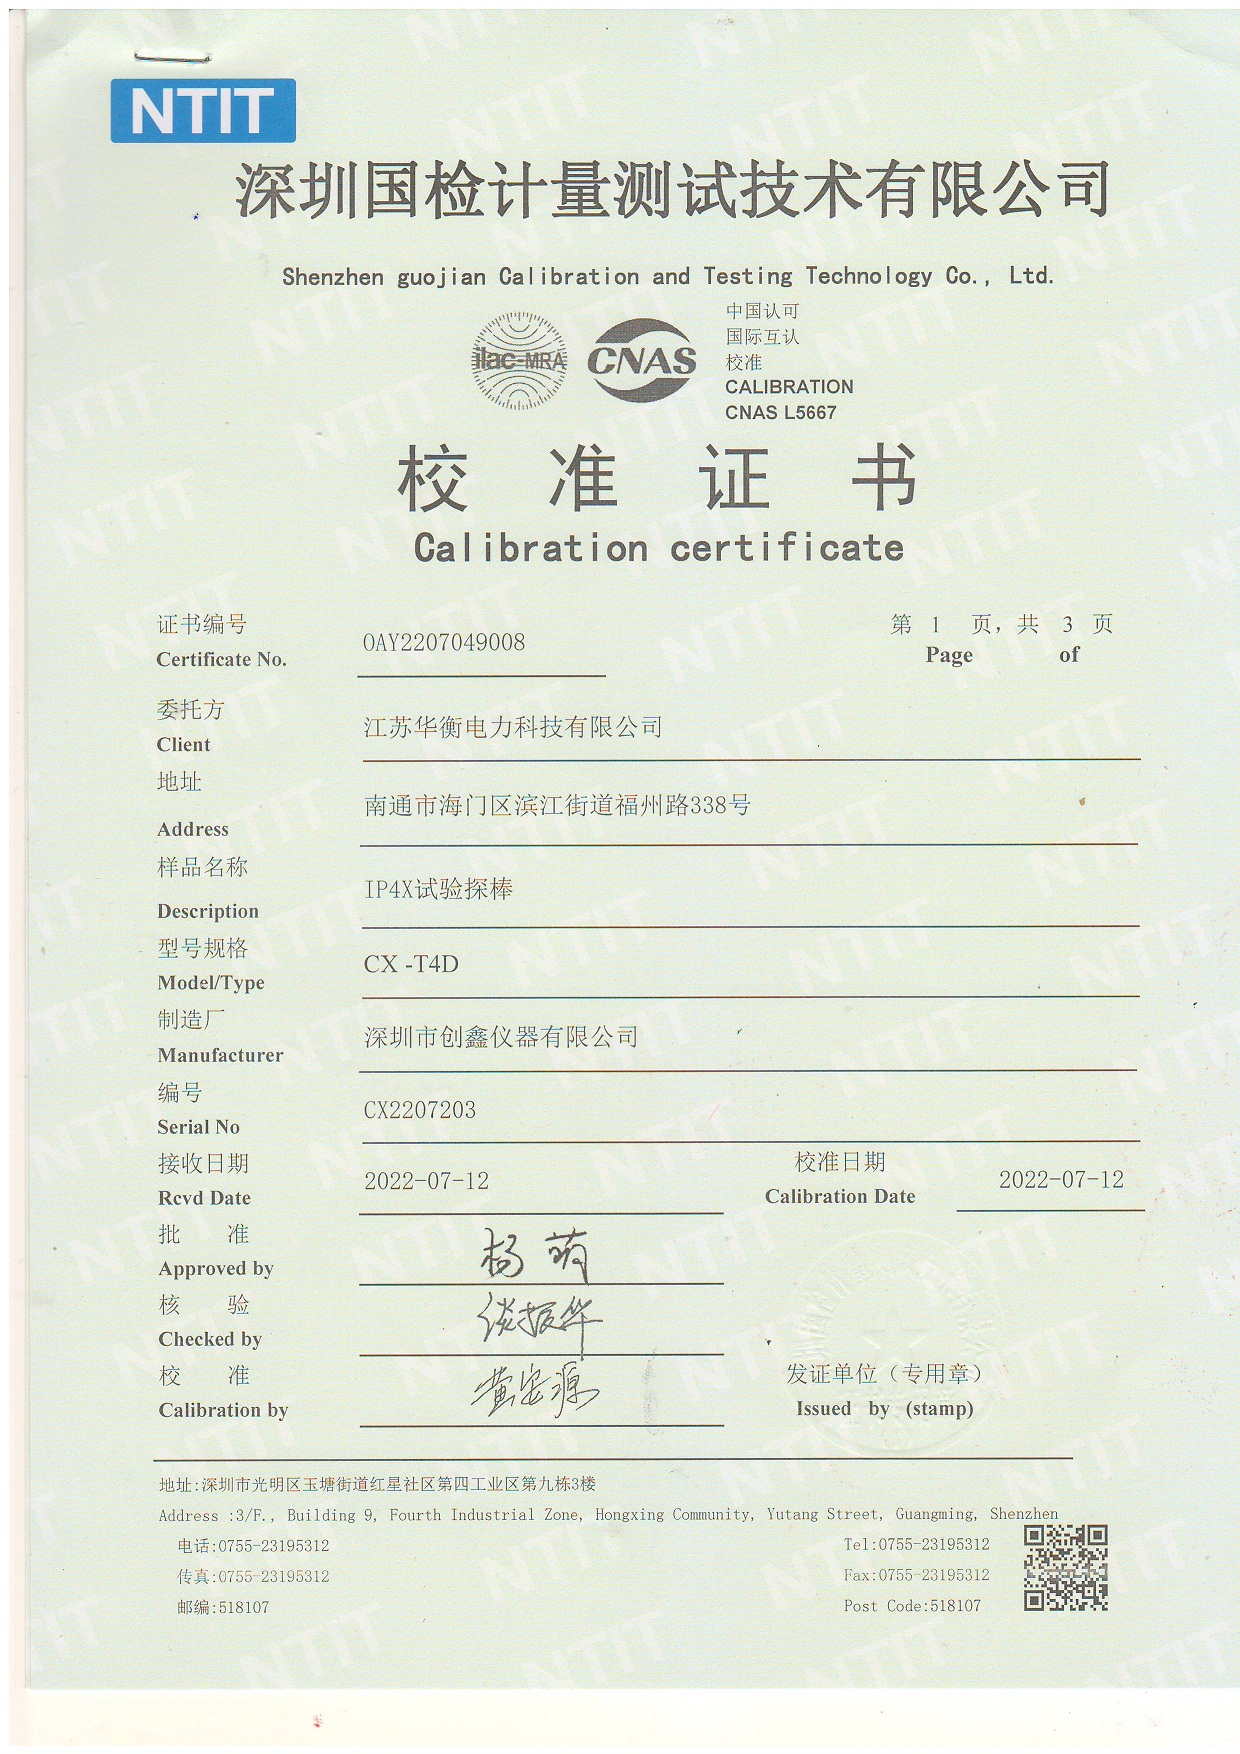 NTIT
深圳国检计量测试技术有限公司
Shenzhen guojian Calibration and Testing Technology Co., Ltd.
ilac-MRA
CNAS
中国认可
国际互认
校准
CALIBRATION
CNAS L5667
校 准 证 书
Calibration certificate
证书编号
Certificate No.
OAY2207049008
第 1 页，共 3 页
Page of
委托方
Client
江苏华衡电力科技有限公司
地址
Address
南通市海门区滨江街道福州路338号
样品名称
Description
IP4X试验探棒
型号规格
Model/Type
CX -T4D
制造厂
Manufacturer
深圳市创鑫仪器有限公司
编号
Serial No
CX2207203
接收日期
Rcvd Date
2022-07-12
校准日期
Calibration Date
2022-07-12
批 准
Approved by
杨萌
核 验
Checked by
谈振华
校 准
Calibration by
黄安源
发证单位（专用章）
Issued by (stamp)
地址:深圳市光明区玉塘街道红星社区第四工业区第九栋3楼
Address :3/F., Building 9, Fourth Industrial Zone, Hongxing Community, Yutang Street, Guangming, Shenzhen
电话:0755-23195312
Tel:0755-23195312
传真:0755-23195312
Fax:0755-23195312
邮编:518107
Post Code:518107